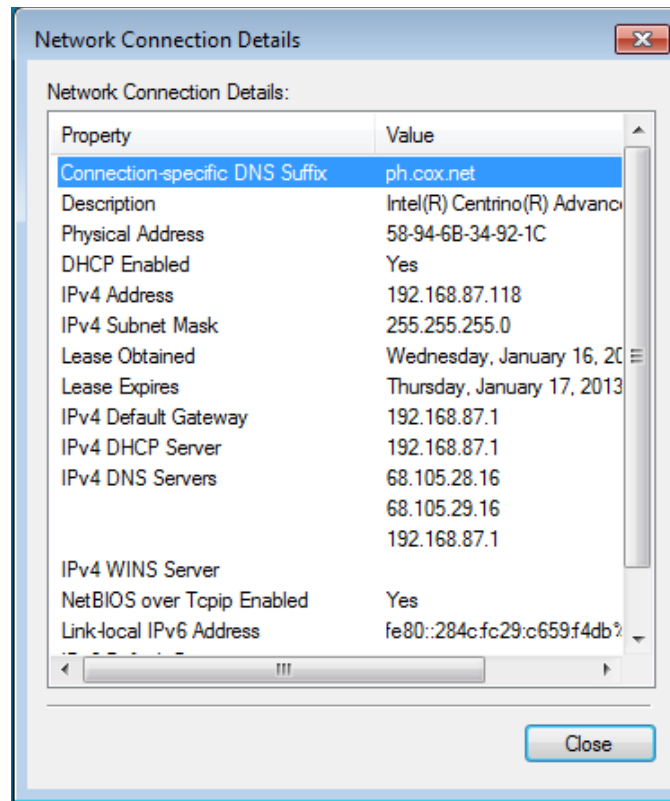 Network Connection Details
Network Connection Details:
Property Value
Connection-specific DNS Suffix ph.cox.net
Description Intel(R) Centrino(R)
Physical Address 58-94-6B-34-92-1C
DHCP Enabled Yes
IPv4 Address 192.168.87.118
IPv4 Subnet Mask 255.255.255.0
Lease Obtained Wednesday, January 16,
Lease Expires Thursday, January 17, 2013
IPv4 Default Gateway 192.168.87.1
IPv4 DHCP Server 192.168.87.1
IPv4 DNS Servers 68.105.28.16
68.105.29.16
192.168.87.1
IPv4 WINS Server
NetBIOS over Tcpip Enabled Yes
Link-local IPv6 Address fe80::284c:fc29:c659:f4db%
Close